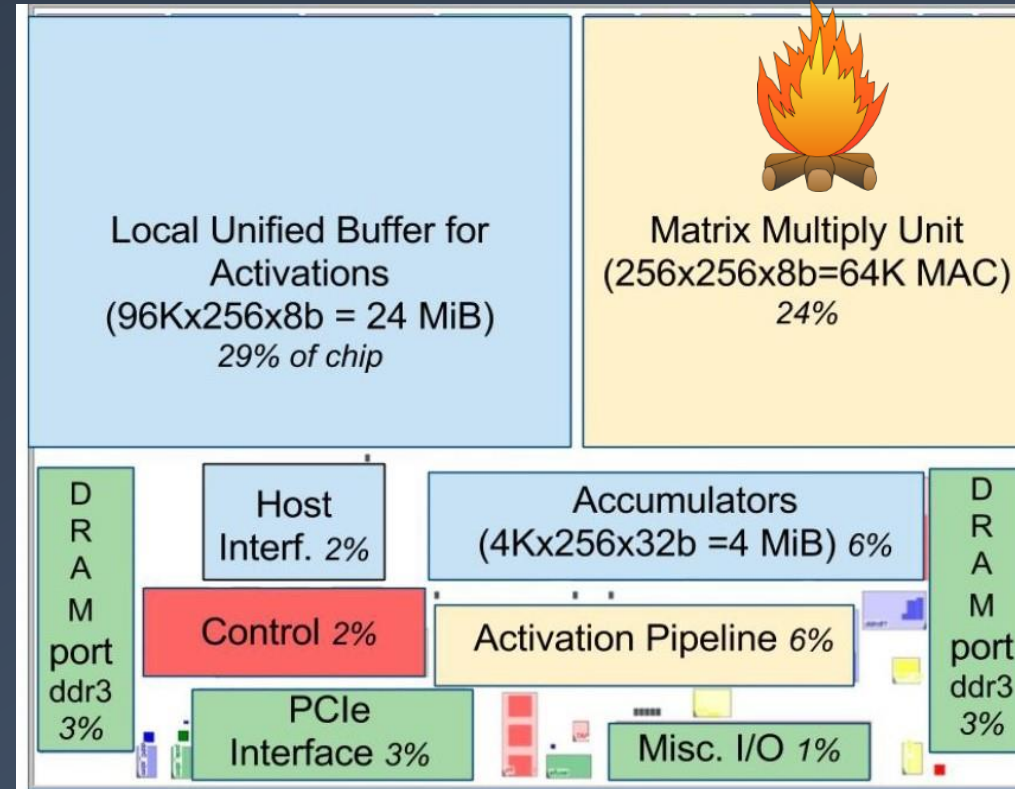 Local Unified Buffer for
Activations
(96Kx256x8b = 24 MiB)
29% of chip
Matrix Multiply Unit
(256x256x8b=64K MAC)
24%
D
R
A
M
port
ddr3
3%
Host
Interf. 2%
Accumulators
(4Kx256x32b =4 MiB) 6%
D
R
A
M
port
ddr3
3%
Control 2%
Activation Pipeline 6%
PCIe
Interface 3%
Misc. I/O 1%